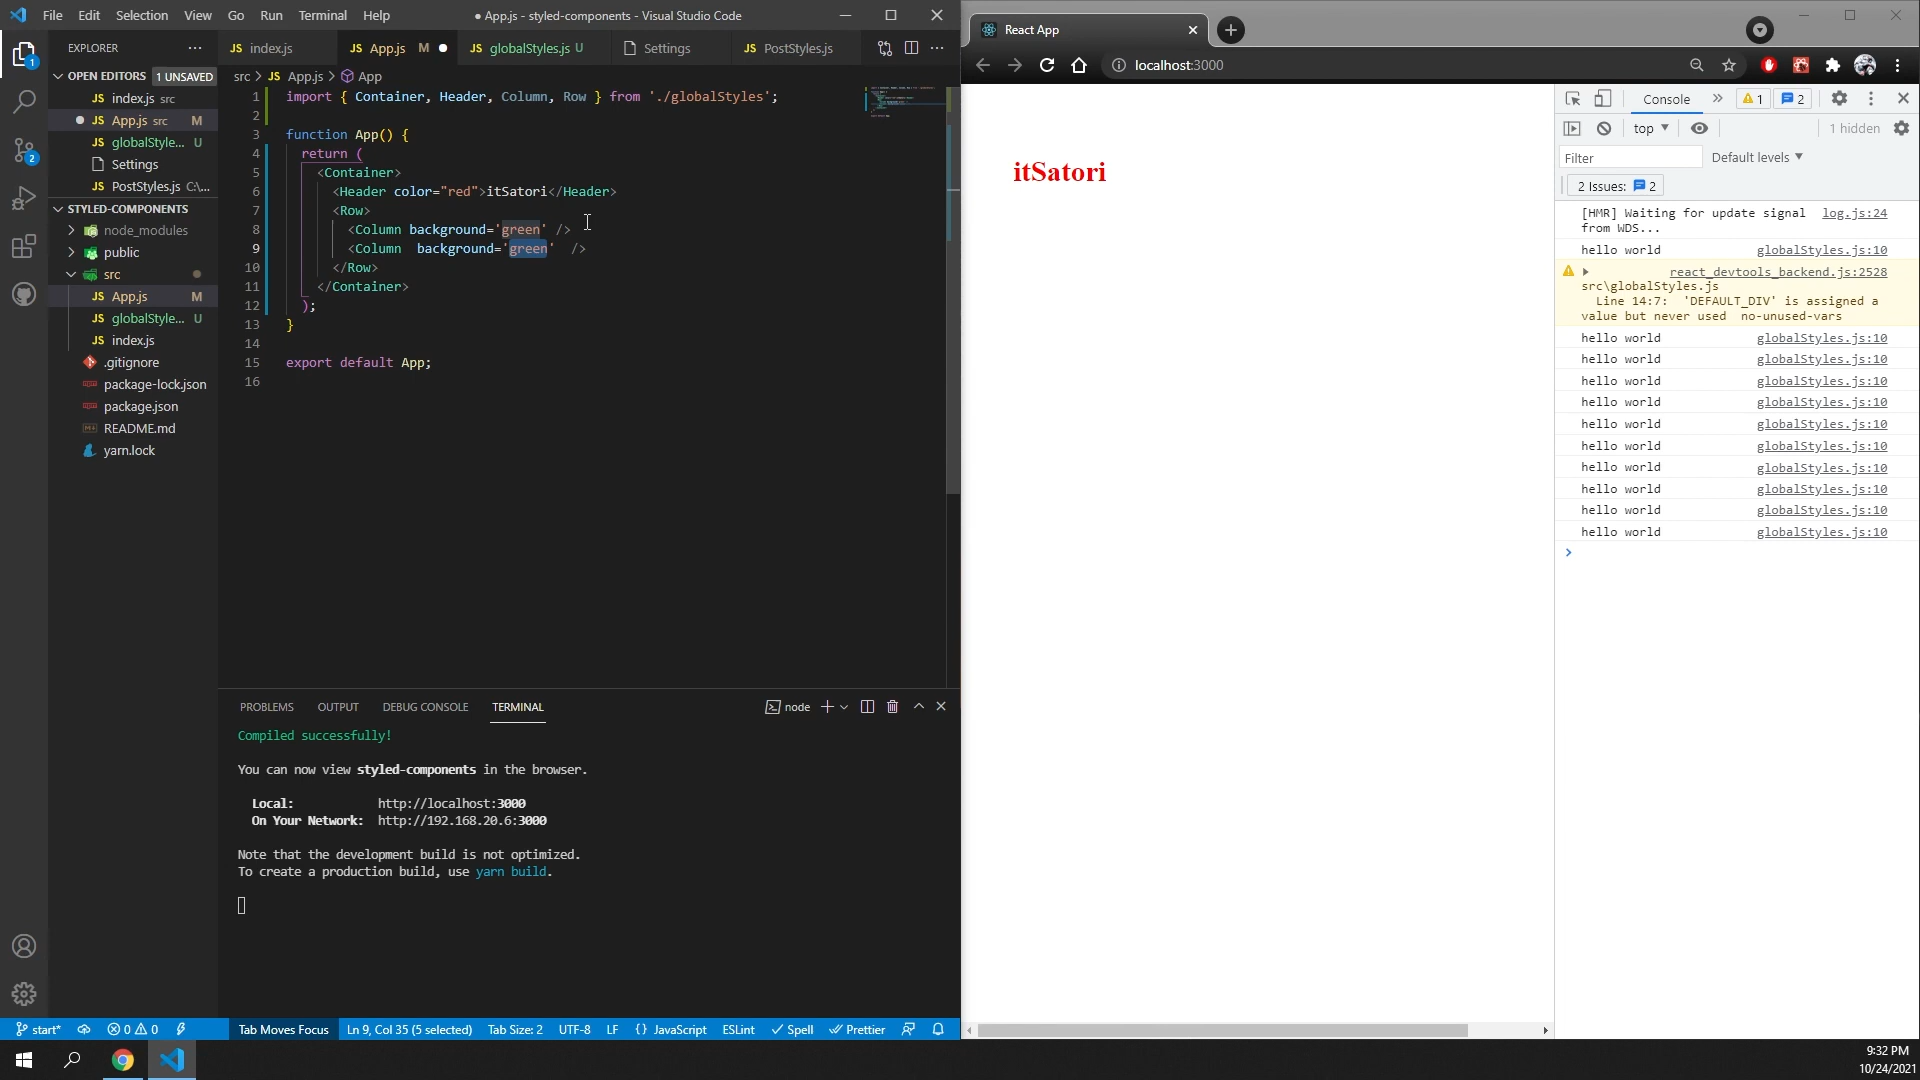 File Edit Selection View Go Run Terminal Help
● App.js - styled-components - Visual Studio Code
EXPLORER
OPEN EDITORS 1 UNSAVED
JS index.js src
JS App.js src M
JS globalStyle... U
Settings
JS PostStyles.js C:\...
STYLED-COMPONENTS
node_modules
public
src
JS App.js M
JS globalStyle... U
JS index.js
.gitignore
package-lock.json
package.json
README.md
yarn.lock
1
2
JS index.js
JS App.js M
JS globalStyles.js U
Settings
JS PostStyles.js
src > JS App.js > App
1 import { Container, Header, Column, Row } from './globalStyles';
2
3 function App() {
4 return (
5 <Container>
6 <Header color="red">itSatori</Header>
7 <Row>
8 <Column background='green' />
9 <Column  background='green'  />
10 </Row>
11 </Container>
12 );
13 }
14
15 export default App;
16
PROBLEMS OUTPUT DEBUG CONSOLE TERMINAL
node
Compiled successfully!
You can now view styled-components in the browser.
Local: http://localhost:3000
On Your Network: http://192.168.20.6:3000
Note that the development build is not optimized.
To create a production build, use yarn build.
start* 0 0 Tab Moves Focus Ln 9, Col 35 (5 selected) Tab Size: 2 UTF-8 LF {} JavaScript ESLint Spell Prettier
React App
localhost:3000
itSatori
Console » 1 2
top 1 hidden
Filter Default levels
2 Issues: 2
[HMR] Waiting for update signal log.js:24
from WDS...
hello world globalStyles.js:10
react_devtools_backend.js:2528
src\globalStyles.js
Line 14:7: 'DEFAULT_DIV' is assigned a
value but never used no-unused-vars
hello world globalStyles.js:10
hello world globalStyles.js:10
hello world globalStyles.js:10
hello world globalStyles.js:10
hello world globalStyles.js:10
hello world globalStyles.js:10
hello world globalStyles.js:10
hello world globalStyles.js:10
hello world globalStyles.js:10
hello world globalStyles.js:10
9:32 PM
10/24/2021